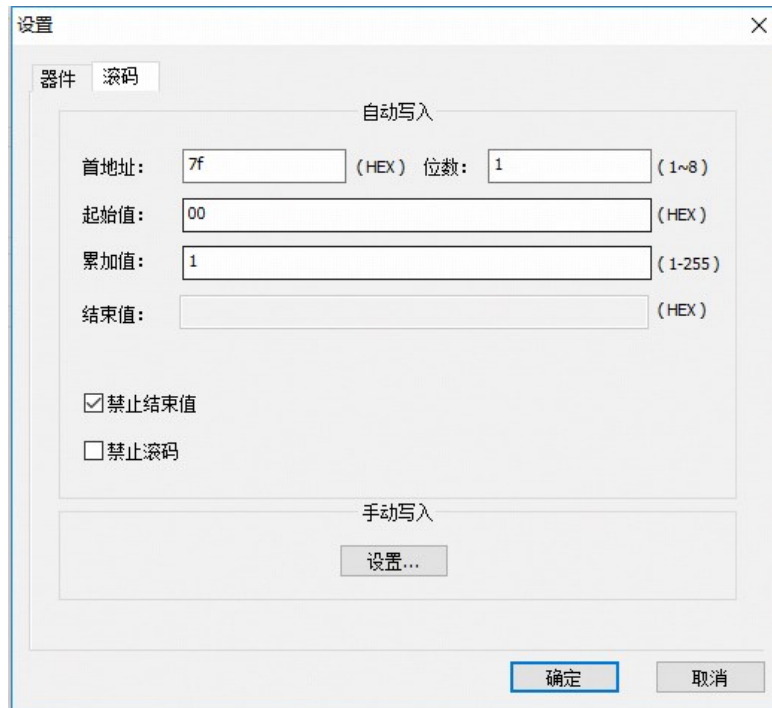 设置
器件 滚码
自动写入
首地址： 7f (HEX) 位数： 1 (1~8)
起始值： 00 (HEX)
累加值： 1 (1-255)
结束值： (HEX)
禁止结束值
禁止滚码
手动写入
设置...
确定 取消